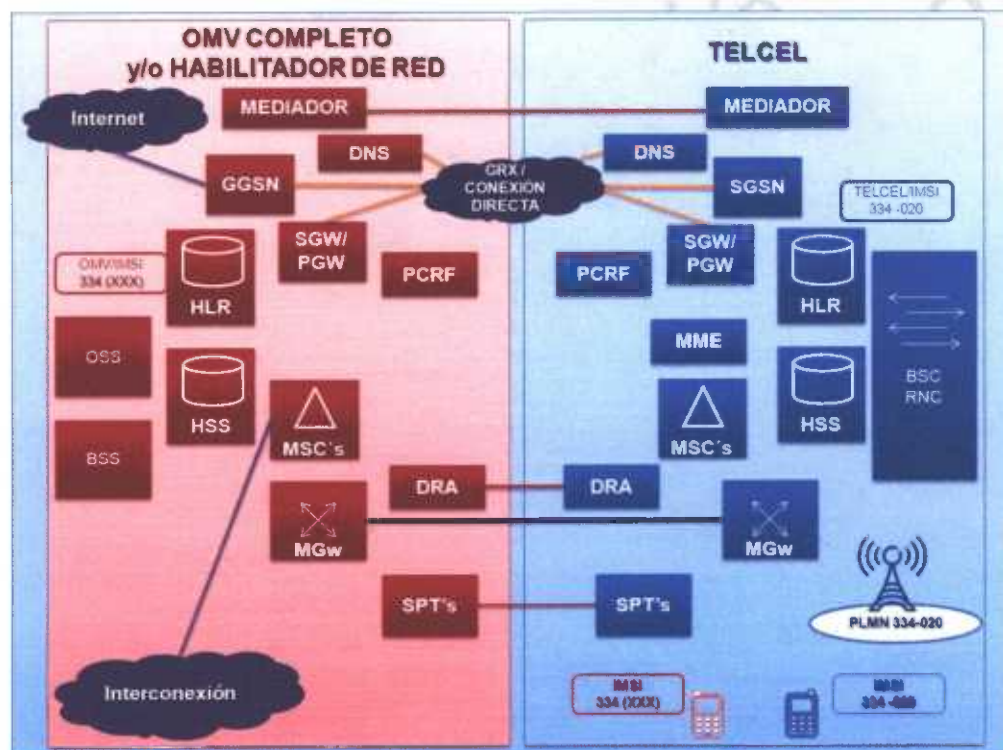 OMV COMPLETO
y/o HABILITADOR DE RED
TELCEL
Internet
MEDIADOR
MEDIADOR
DNS
DNS
GGSN
CRX /
CONEXIÓN
DIRECTA
SGSN
TELCEL/IMSI
334 -020
OMV/IMSI
334 (XXX)
HLR
SGW/
PGW
PCRF
PCRF
SGW/
PGW
HLR
OSS
HSS
MME
HSS
BSC
RNC
BSS
MSC´s
MSC´s
DRA
DRA
MGw
MGw
SPT's
SPT's
PLMN 334-020
Interconexión
IMSI
334 (XXX)
IMSI